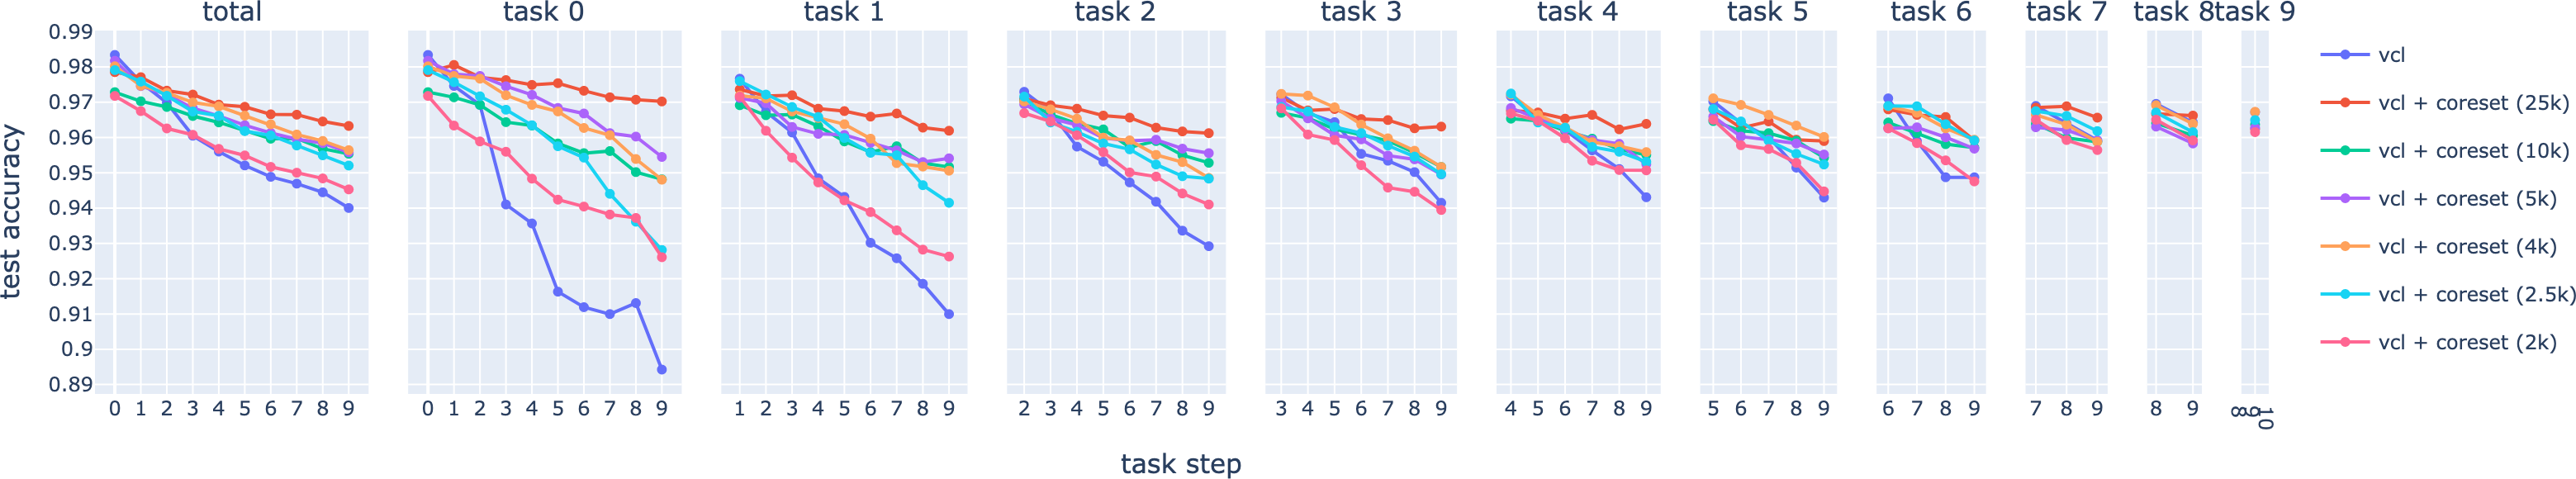 total task 0 task 1 task 2 task 3 task 4 task 5 task 6 task 7 task 8 task 9
test accuracy
0.99
0.98
0.97
0.96
0.95
0.94
0.93
0.92
0.91
0.9
0.89
0 1 2 3 4 5 6 7 8 9
0 1 2 3 4 5 6 7 8 9
1 2 3 4 5 6 7 8 9
2 3 4 5 6 7 8 9
3 4 5 6 7 8 9
4 5 6 7 8 9
5 6 7 8 9
6 7 8 9
7 8 9
8 9
8 9 10
task step
vcl
vcl + coreset (25k)
vcl + coreset (10k)
vcl + coreset (5k)
vcl + coreset (4k)
vcl + coreset (2.5k)
vcl + coreset (2k)